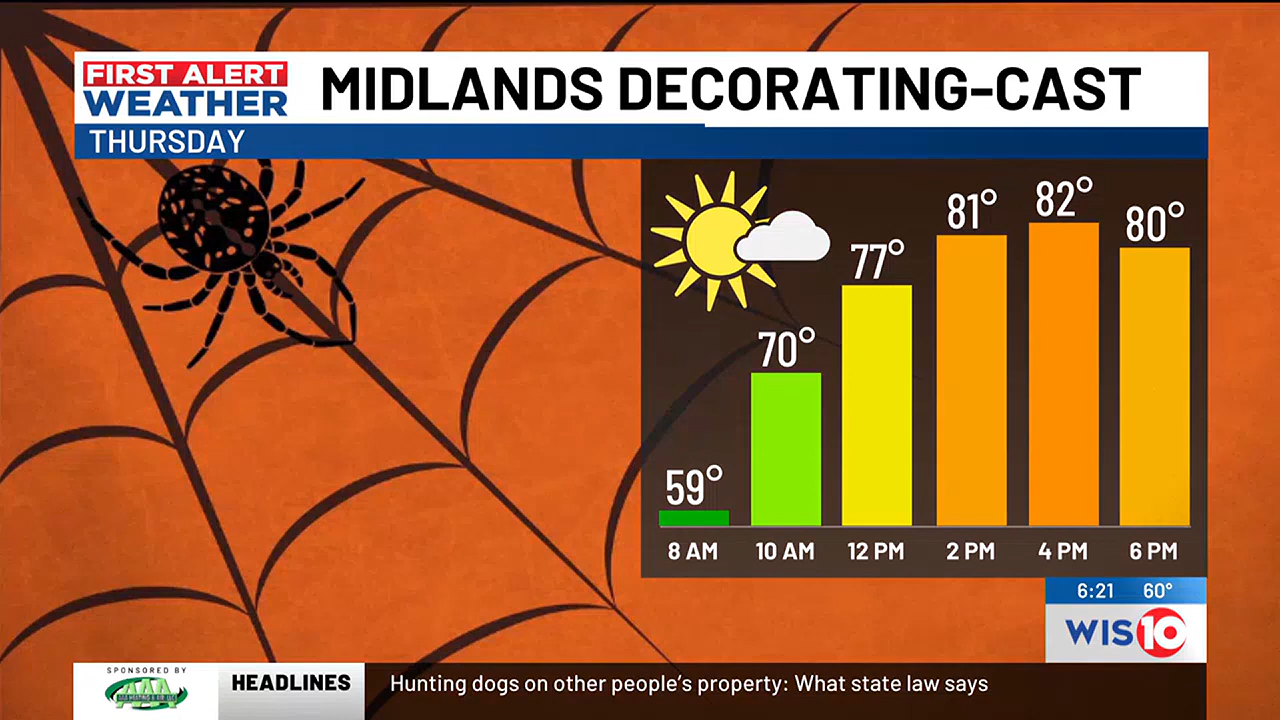 FIRST ALERT
WEATHER
MIDLANDS DECORATING-CAST
THURSDAY
59° 70° 77° 81° 82° 80°
8 AM 10 AM 12 PM 2 PM 4 PM 6 PM
6:21 60°
WIS10
SPONSORED BY
AAA
HEADLINES
Hunting dogs on other people's property: What state law says